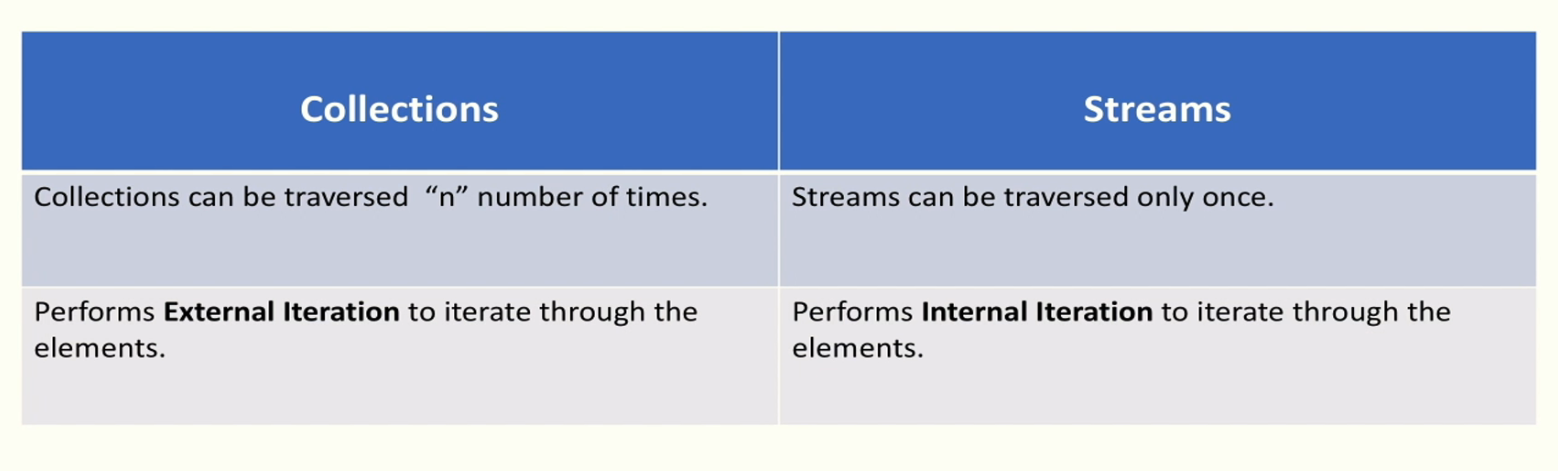 Collections
Streams
Collections can be traversed “n” number of times.
Streams can be traversed only once.
Performs External Iteration to iterate through the
elements.
Performs Internal Iteration to iterate through the
elements.